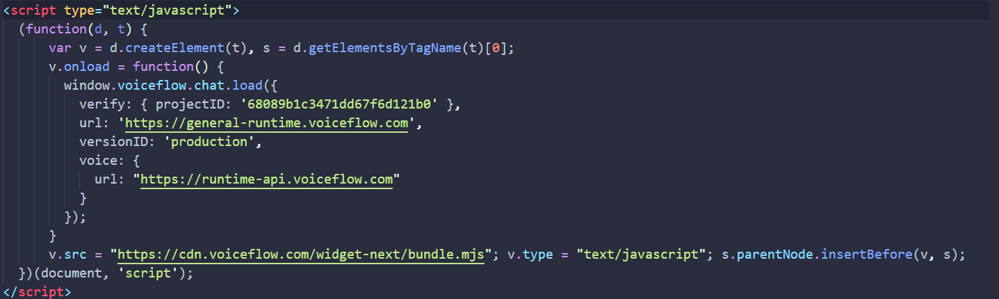 <script type="text/javascript">
(function(d, t) {
var v = d.createElement(t), s = d.getElementsByTagName(t)[0];
v.onload = function() {
window.voiceflow.chat.load({
verify: { projectID: '68089b1c3471dd67f6d121b0' },
url: 'https://general-runtime.voiceflow.com',
versionID: 'production',
voice: {
url: "https://runtime-api.voiceflow.com"
}
});
}
v.src = "https://cdn.voiceflow.com/widget-next/bundle.mjs"; v.type = "text/javascript"; s.parentNode.insertBefore(v, s);
})(document, 'script');
</script>